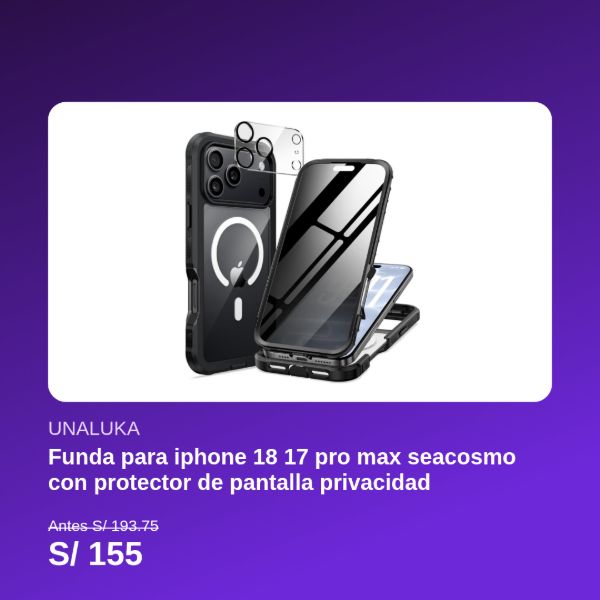 UNALUKA
Funda para iphone 18 17 pro max seacosmo
con protector de pantalla privacidad
Antes S/ 193.75
S/ 155